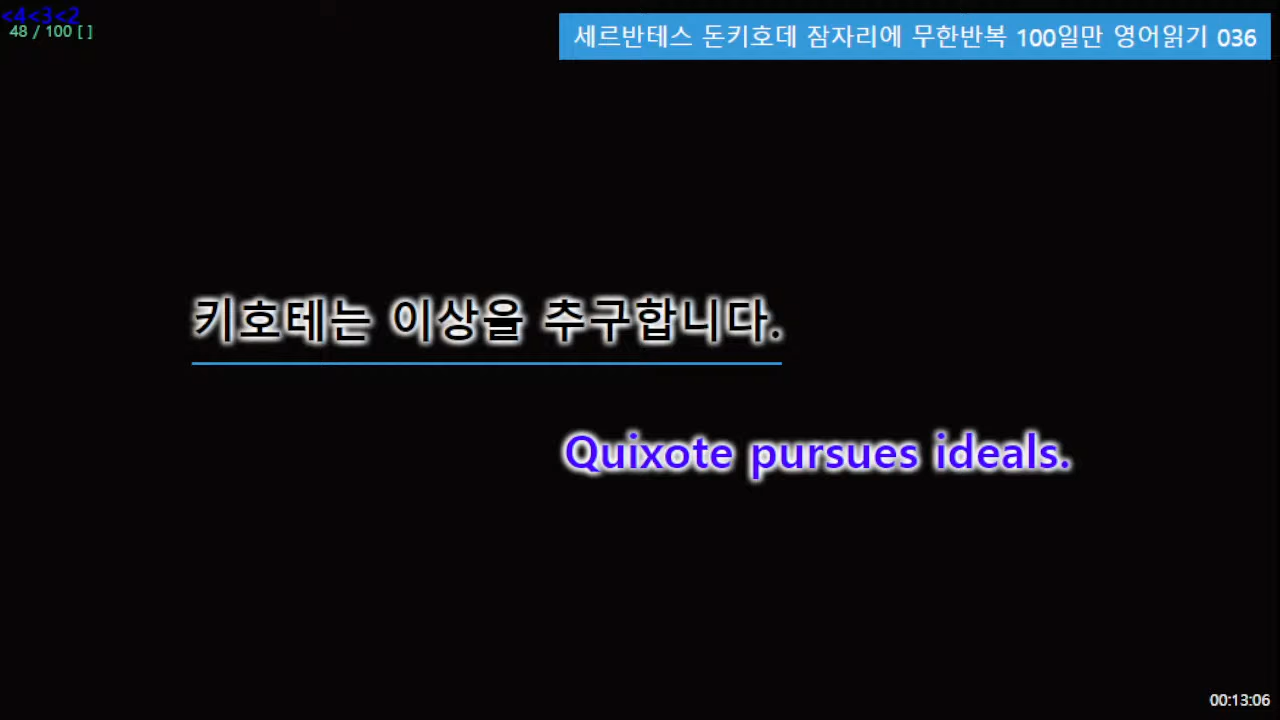 <4<3<2
48 / 100 [ ]
세르반테스 돈키호데 잠자리에 무한반복 100일만 영어읽기 036
키호테는 이상을 추구합니다.
Quixote pursues ideals.
00:13:06